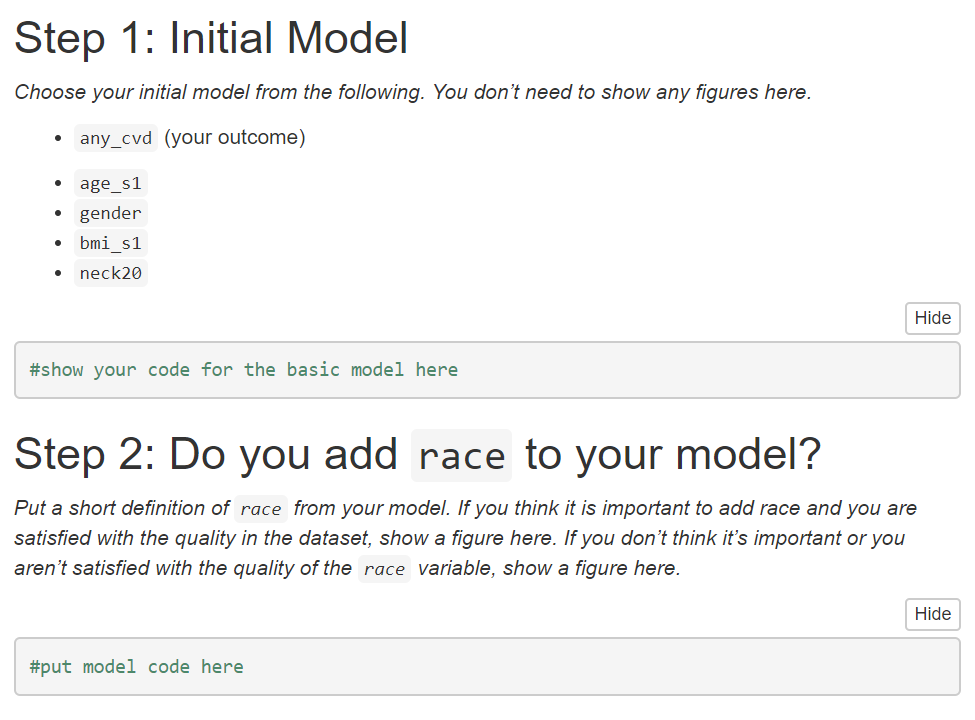 Step 1: Initial Model
Choose your initial model from the following. You don’t need to show any figures here.
• any_cvd (your outcome)
• age_s1
• gender
• bmi_s1
• neck20
Hide
#show your code for the basic model here
Step 2: Do you add race to your model?
Put a short definition of race from your model. If you think it is important to add race and you are
satisfied with the quality in the dataset, show a figure here. If you don’t think it’s important or you
aren’t satisfied with the quality of the race variable, show a figure here.
Hide
#put model code here